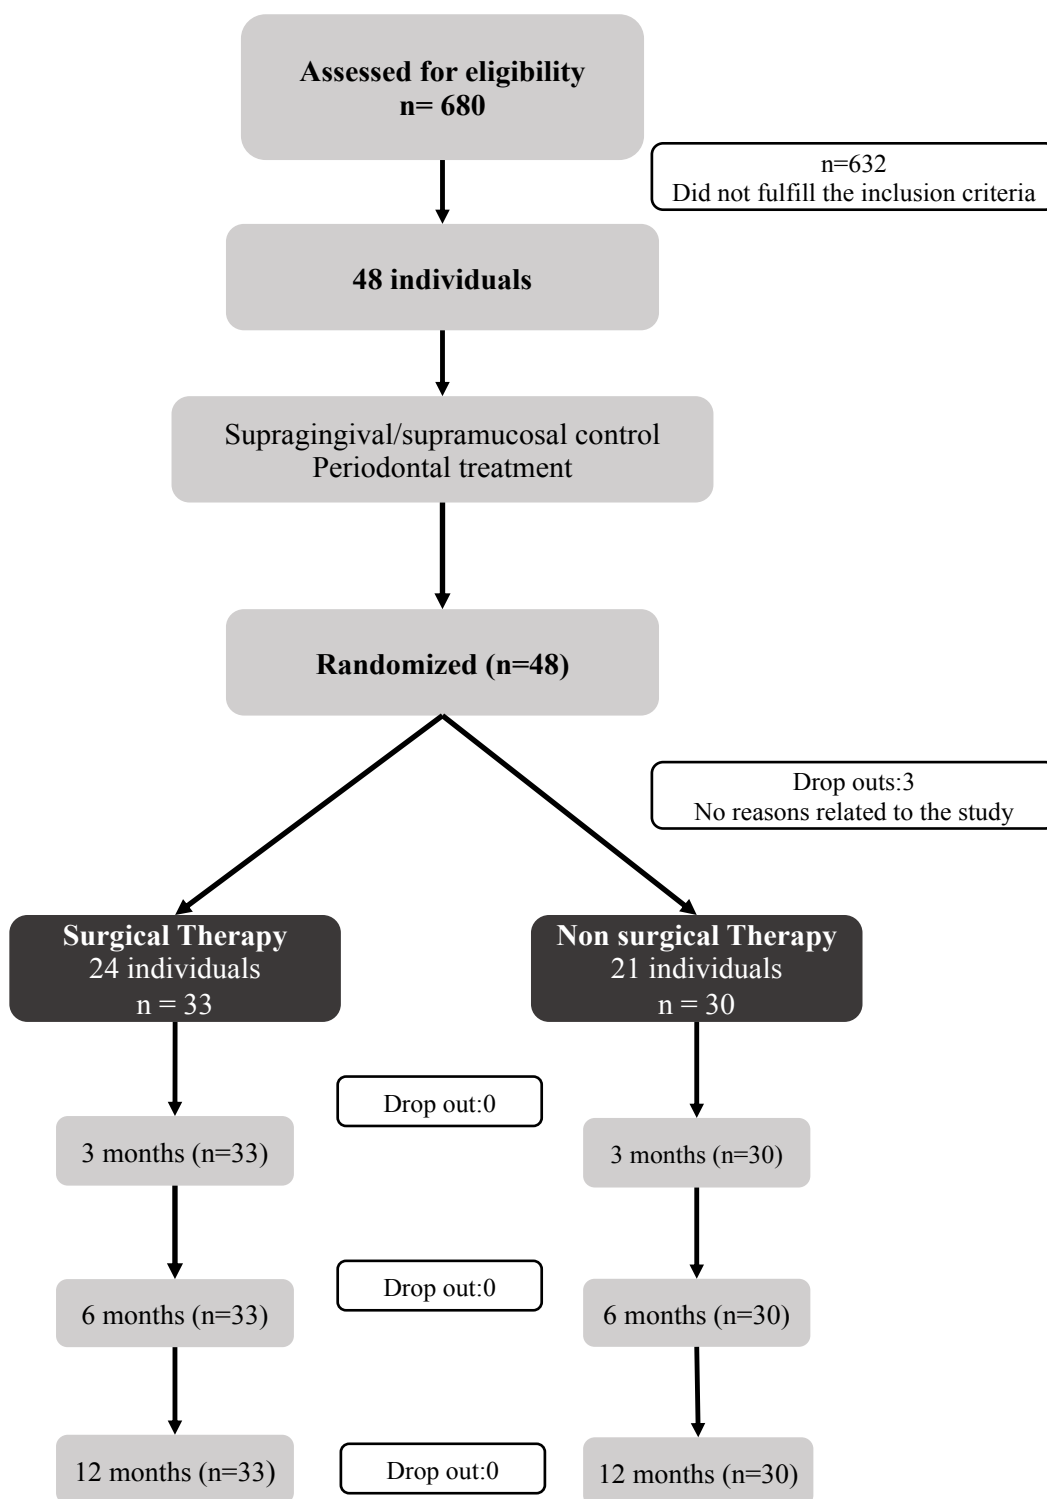 Assessed for eligibility
n= 680
n=632
Did not fulfill the inclusion criteria
48 individuals
Supragingival/supramucosal control
Periodontal treatment
Randomized (n=48)
Drop outs:3
No reasons related to the study
Surgical Therapy
24 individuals
n = 33
Non surgical Therapy
21 individuals
n = 30
Drop out:0
3 months (n=33)
3 months (n=30)
Drop out:0
6 months (n=33)
6 months (n=30)
12 months (n=33)
Drop out:0
12 months (n=30)